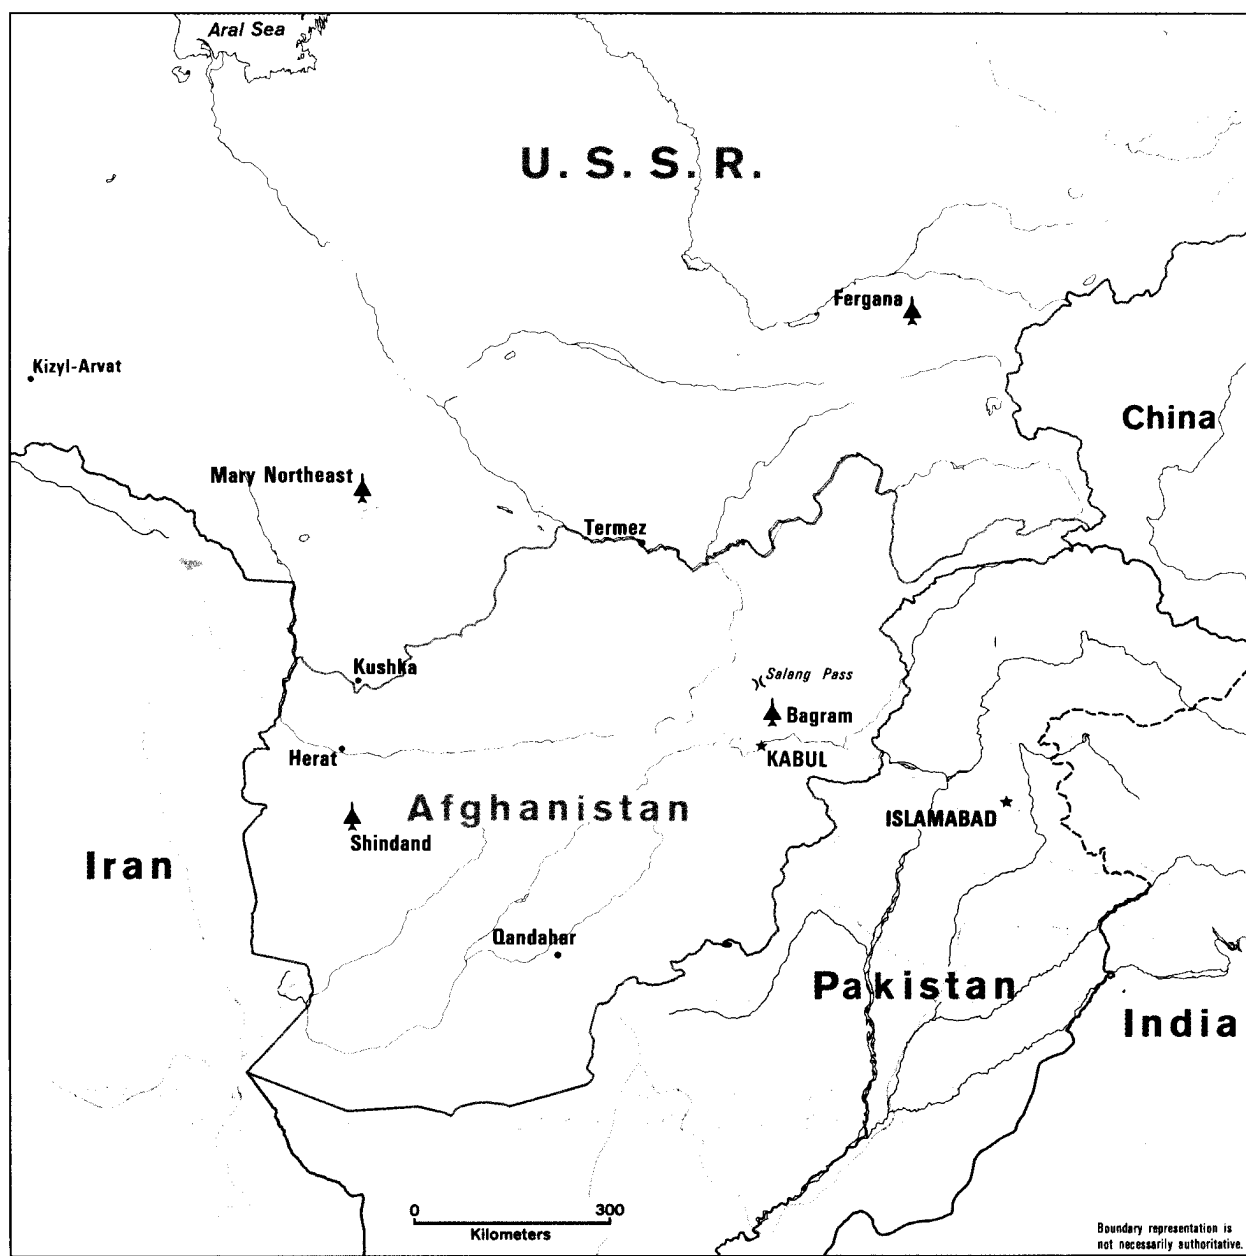 Aral Sea
U.S.S.R.
Fergana
Kizyl-Arvat
China
Mary Northeast
Termez
Kushka
Salang Pass
Bagram
Herat
KABUL
Afghanistan
ISLAMABAD
Shindand
Iran
Qandahar
Pakistan
India
0 300
Kilometers
Boundary representation is
not necessarily authoritative.